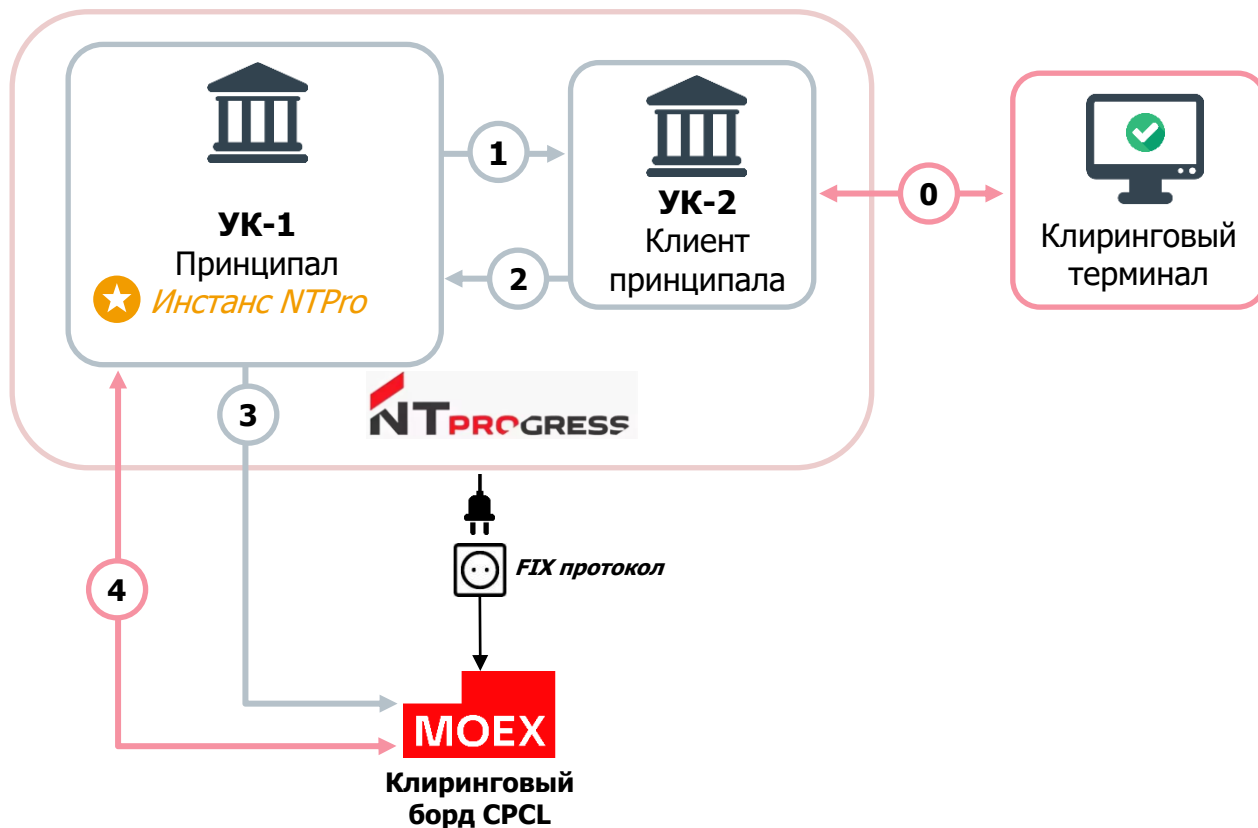 УК-1
Принципал
Инстанс NTPro
1
2
УК-2
Клиент
принципала
0
Клиринговый
терминал
3
NTPROGRESS
4
FIX протокол
MOEX
Клиринговый
борд CPCL